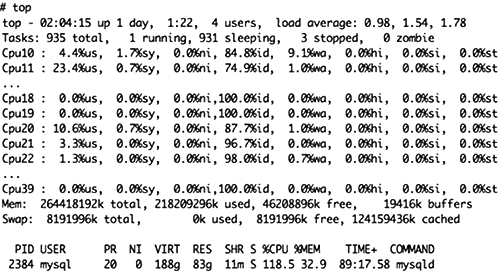 # top
top - 02:04:15 up 1 day, 1:22, 4 users, load average: 0.98, 1.54, 1.78
Tasks: 935 total, 1 running, 931 sleeping, 3 stopped, 0 zombie
Cpu10 : 4.4%us, 1.7%sy, 0.0%ni, 84.8%id, 9.1%wa, 0.0%hi, 0.0%si, 0.0%st
Cpu11 : 23.4%us, 0.7%sy, 0.0%ni, 74.9%id, 1.0%wa, 0.0%hi, 0.0%si, 0.0%st
...
Cpu18 : 0.0%us, 0.0%sy, 0.0%ni,100.0%id, 0.0%wa, 0.0%hi, 0.0%si, 0.0%st
Cpu19 : 0.0%us, 0.0%sy, 0.0%ni,100.0%id, 0.0%wa, 0.0%hi, 0.0%si, 0.0%st
Cpu20 : 10.6%us, 0.7%sy, 0.0%ni, 87.7%id, 1.0%wa, 0.0%hi, 0.0%si, 0.0%st
Cpu21 : 3.3%us, 0.0%sy, 0.0%ni, 96.7%id, 0.0%wa, 0.0%hi, 0.0%si, 0.0%st
Cpu22 : 1.3%us, 0.0%sy, 0.0%ni, 98.0%id, 0.7%wa, 0.0%hi, 0.0%si, 0.0%st
...
Cpu39 : 0.0%us, 0.0%sy, 0.0%ni,100.0%id, 0.0%wa, 0.0%hi, 0.0%si, 0.0%st
Mem: 264418192k total, 218209296k used, 46208896k free, 19416k buffers
Swap: 8191996k total, 0k used, 8191996k free, 124159436k cached
PID USER PR NI VIRT RES SHR S %CPU %MEM TIME+ COMMAND
2384 mysql 20 0 188g 83g 11m S 118.5 32.9 89:17.58 mysqld